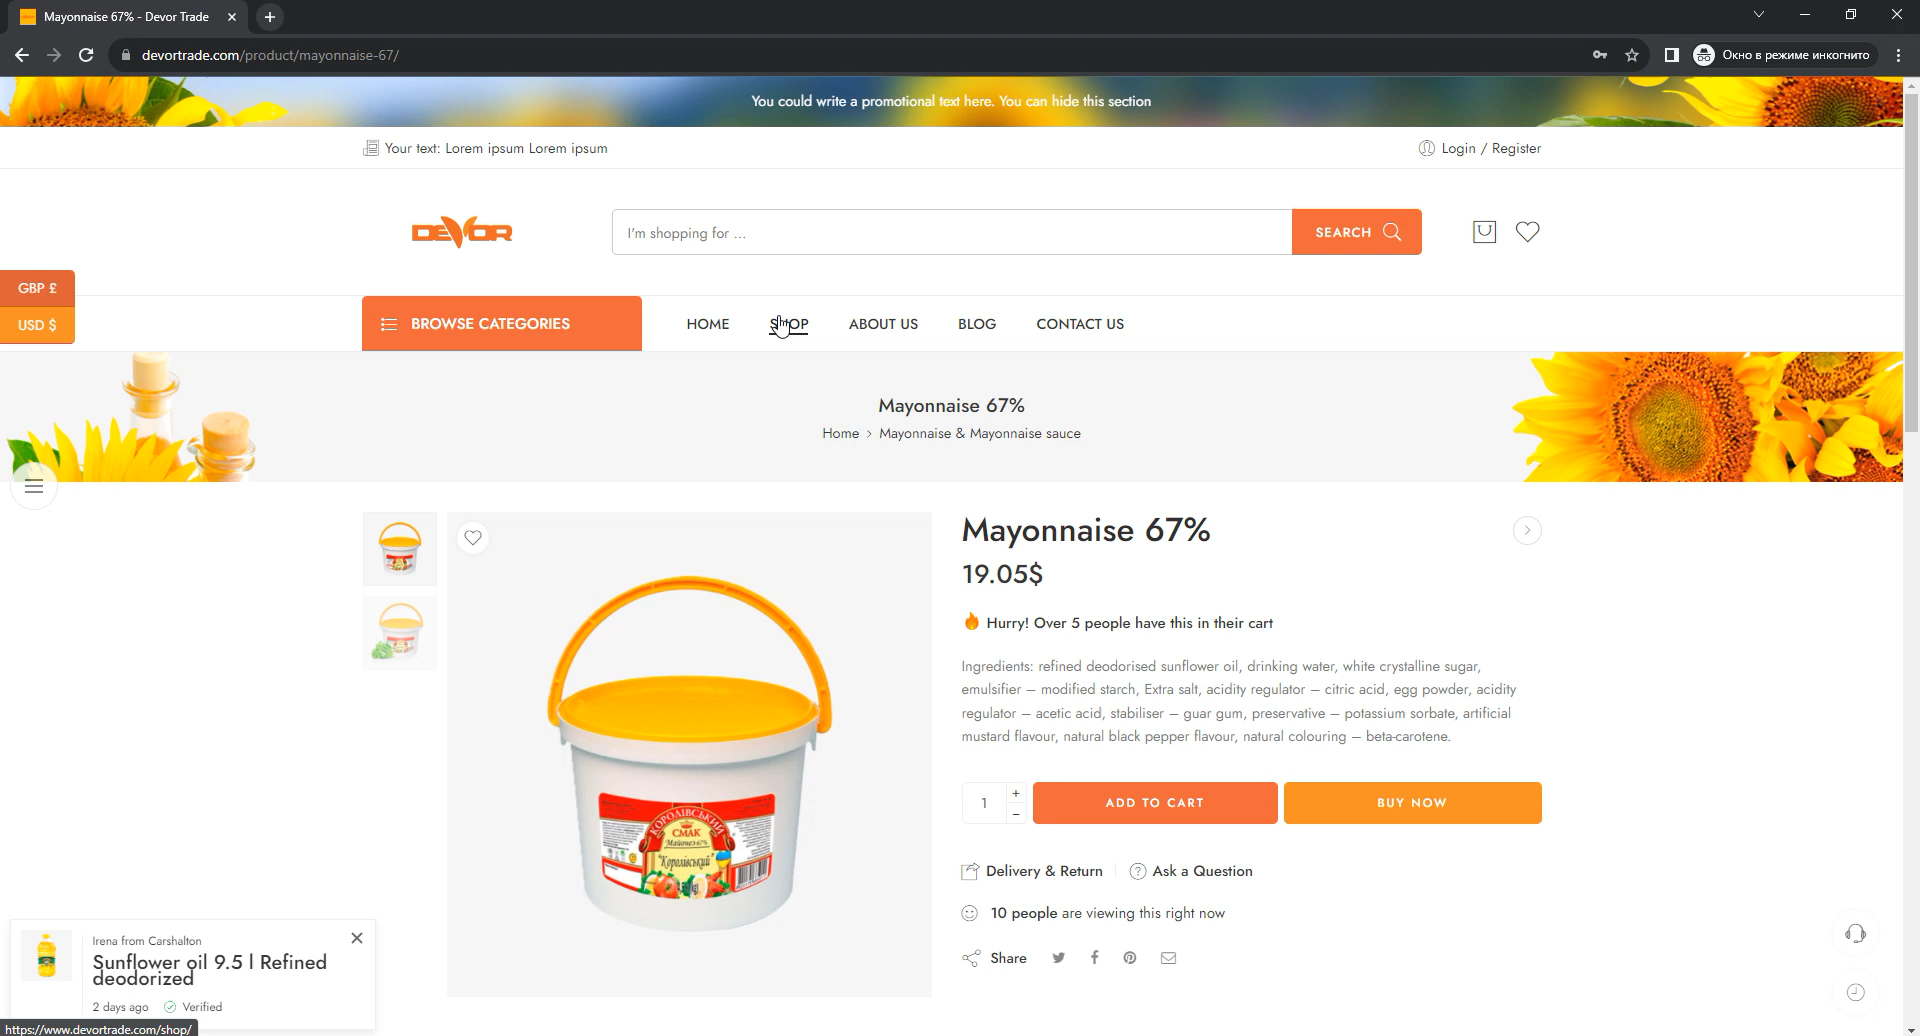 Mayonnaise 67% - Devor Trade
devortrade.com/product/mayonnaise-67/
Окно в режиме инкогнито
You could write a promotional text here. You can hide this section
Your text: Lorem ipsum Lorem ipsum
Login / Register
DEVOR
I'm shopping for ...
SEARCH
GBP £
USD $
BROWSE CATEGORIES
HOME
SHOP
ABOUT US
BLOG
CONTACT US
Mayonnaise 67%
Home > Mayonnaise & Mayonnaise sauce
Mayonnaise 67%
19.05$
Hurry! Over 5 people have this in their cart
Ingredients: refined deodorised sunflower oil, drinking water, white crystalline sugar,
emulsifier – modified starch, Extra salt, acidity regulator – citric acid, egg powder, acidity
regulator – acetic acid, stabiliser – guar gum, preservative – potassium sorbate, artificial
mustard flavour, natural black pepper flavour, natural colouring – beta-carotene.
1
+
−
ADD TO CART
BUY NOW
Delivery & Return
Ask a Question
10 people are viewing this right now
Share
КОРОЛІВСЬКИЙ
СМАК
Майонез 67%
"Королівський"
Irena from Carshalton
Sunflower oil 9.5 l Refined
deodorized
2 days ago
Verified
https://www.devortrade.com/shop/